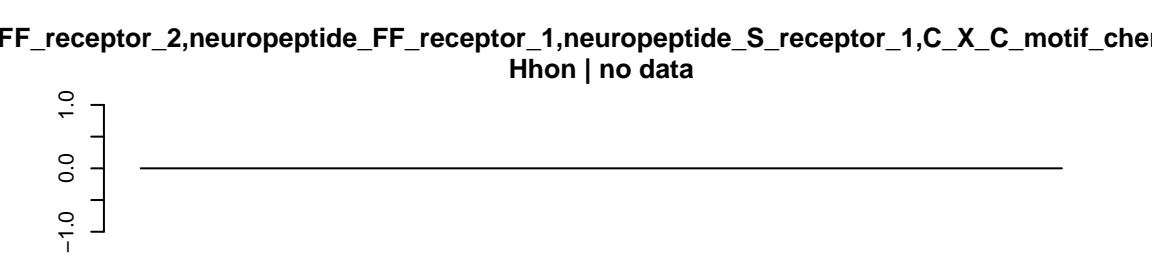 FF_receptor_2,neuropeptide_FF_receptor_1,neuropeptide_S_receptor_1,C_X_C_motif_che
Hhon | no data
1.0
0.0
−1.0